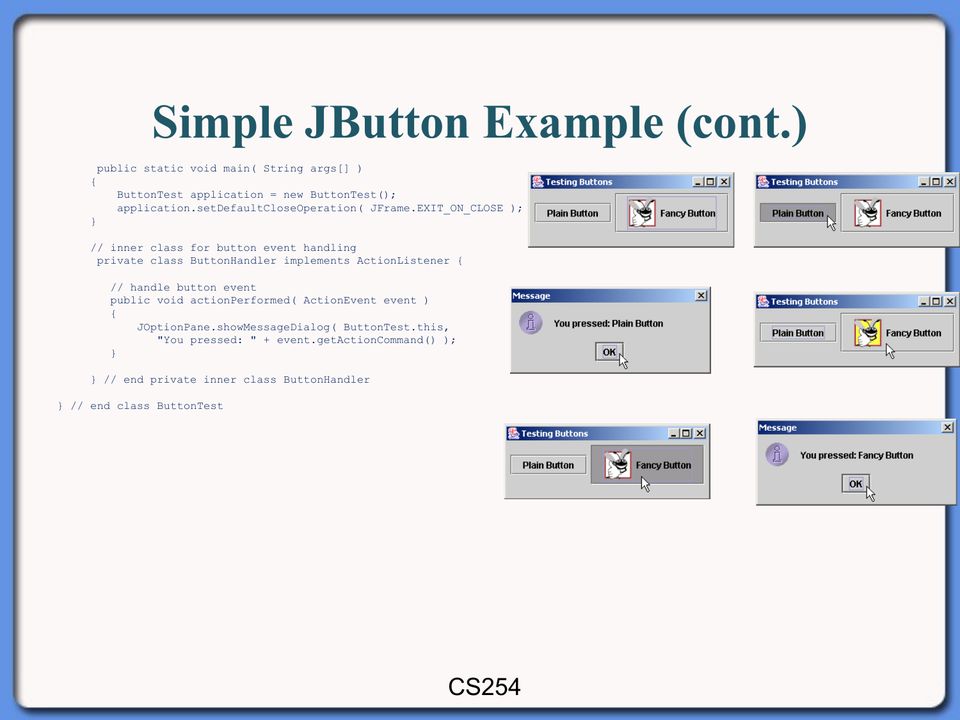 Simple JButton Example (cont.)
public static void main( String args[] )
{
ButtonTest application = new ButtonTest();
application.setDefaultCloseOperation( JFrame.EXIT_ON_CLOSE );
}
// inner class for button event handling
private class ButtonHandler implements ActionListener {
// handle button event
public void actionPerformed( ActionEvent event )
{
JOptionPane.showMessageDialog( ButtonTest.this,
"You pressed: " + event.getActionCommand() );
}
} // end private inner class ButtonHandler
} // end class ButtonTest
Testing Buttons
Plain Button Fancy Button
Testing Buttons
Plain Button Fancy Button
Message
You pressed: Plain Button
OK
Testing Buttons
Plain Button Fancy Button
Testing Buttons
Plain Button Fancy Button
Message
You pressed: Fancy Button
OK
CS254